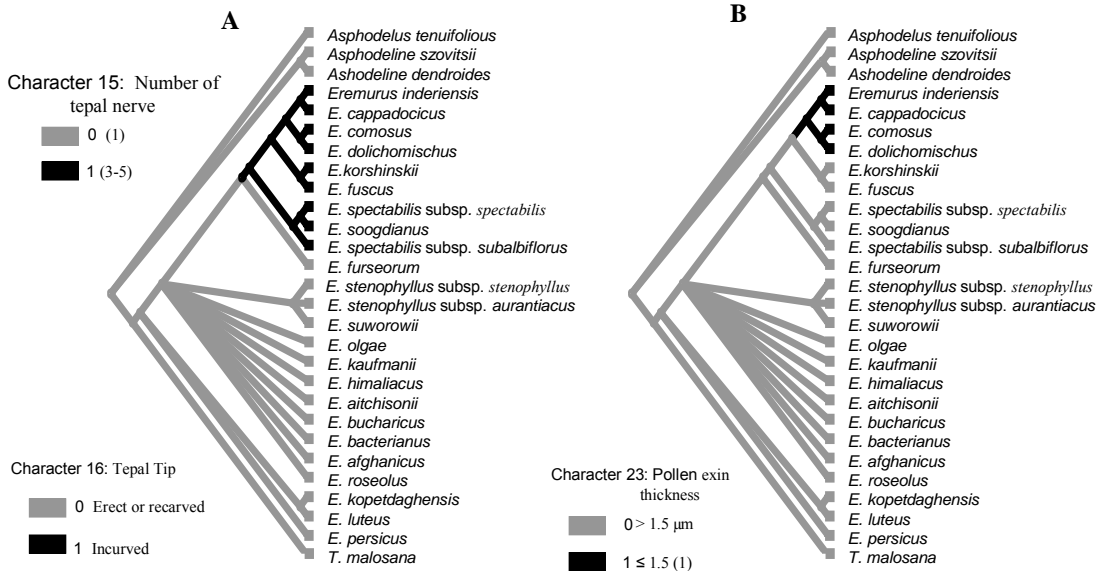 A
Character 15: Number of
tepal nerve
0 (1)
1 (3-5)
Character 16: Tepal Tip
0 Erect or recarved
1 Incurved
Asphodelus tenuifolious
Asphodeline szovitsii
Ashodeline dendroides
Eremurus inderiensis
E. cappadocicus
E. comosus
E. dolichomischus
E.korshinskii
E. fuscus
E. spectabilis subsp. spectabilis
E. soogdianus
E. spectabilis subsp. subalbiflorus
E. furseorum
E. stenophyllus subsp. stenophyllus
E. stenophyllus subsp. aurantiacus
E. suworowii
E. olgae
E. kaufmanii
E. himaliacus
E. aitchisonii
E. bucharicus
E. bacterianus
E. afghanicus
E. roseolus
E. kopetdaghensis
E. luteus
E. persicus
T. malosana
B
Character 23: Pollen exin
thickness
0 > 1.5 µm
1 ≤ 1.5 (1)
Asphodelus tenuifolious
Asphodeline szovitsii
Ashodeline dendroides
Eremurus inderiensis
E. cappadocicus
E. comosus
E. dolichomischus
E.korshinskii
E. fuscus
E. spectabilis subsp. spectabilis
E. soogdianus
E. spectabilis subsp. subalbiflorus
E. furseorum
E. stenophyllus subsp. stenophyllus
E. stenophyllus subsp. aurantiacus
E. suworowii
E. olgae
E. kaufmanii
E. himaliacus
E. aitchisonii
E. bucharicus
E. bacterianus
E. afghanicus
E. roseolus
E. kopetdaghensis
E. luteus
E. persicus
T. malosana